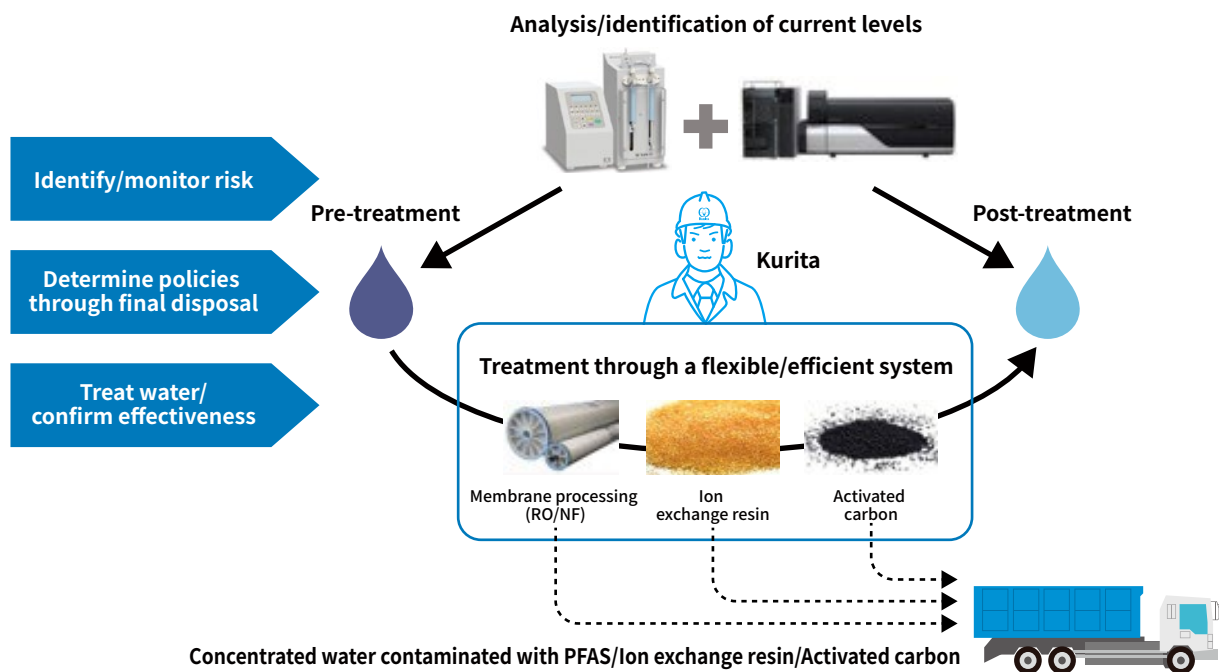 Analysis/identification of current levels
Identify/monitor risk
Pre-treatment
Post-treatment
Kurita
Determine policies
through final disposal
Treatment through a flexible/efficient system
Treat water/
confirm effectiveness
Membrane processing
(RO/NF)
Ion
exchange resin
Activated
carbon
Concentrated water contaminated with PFAS/Ion exchange resin/Activated carbon